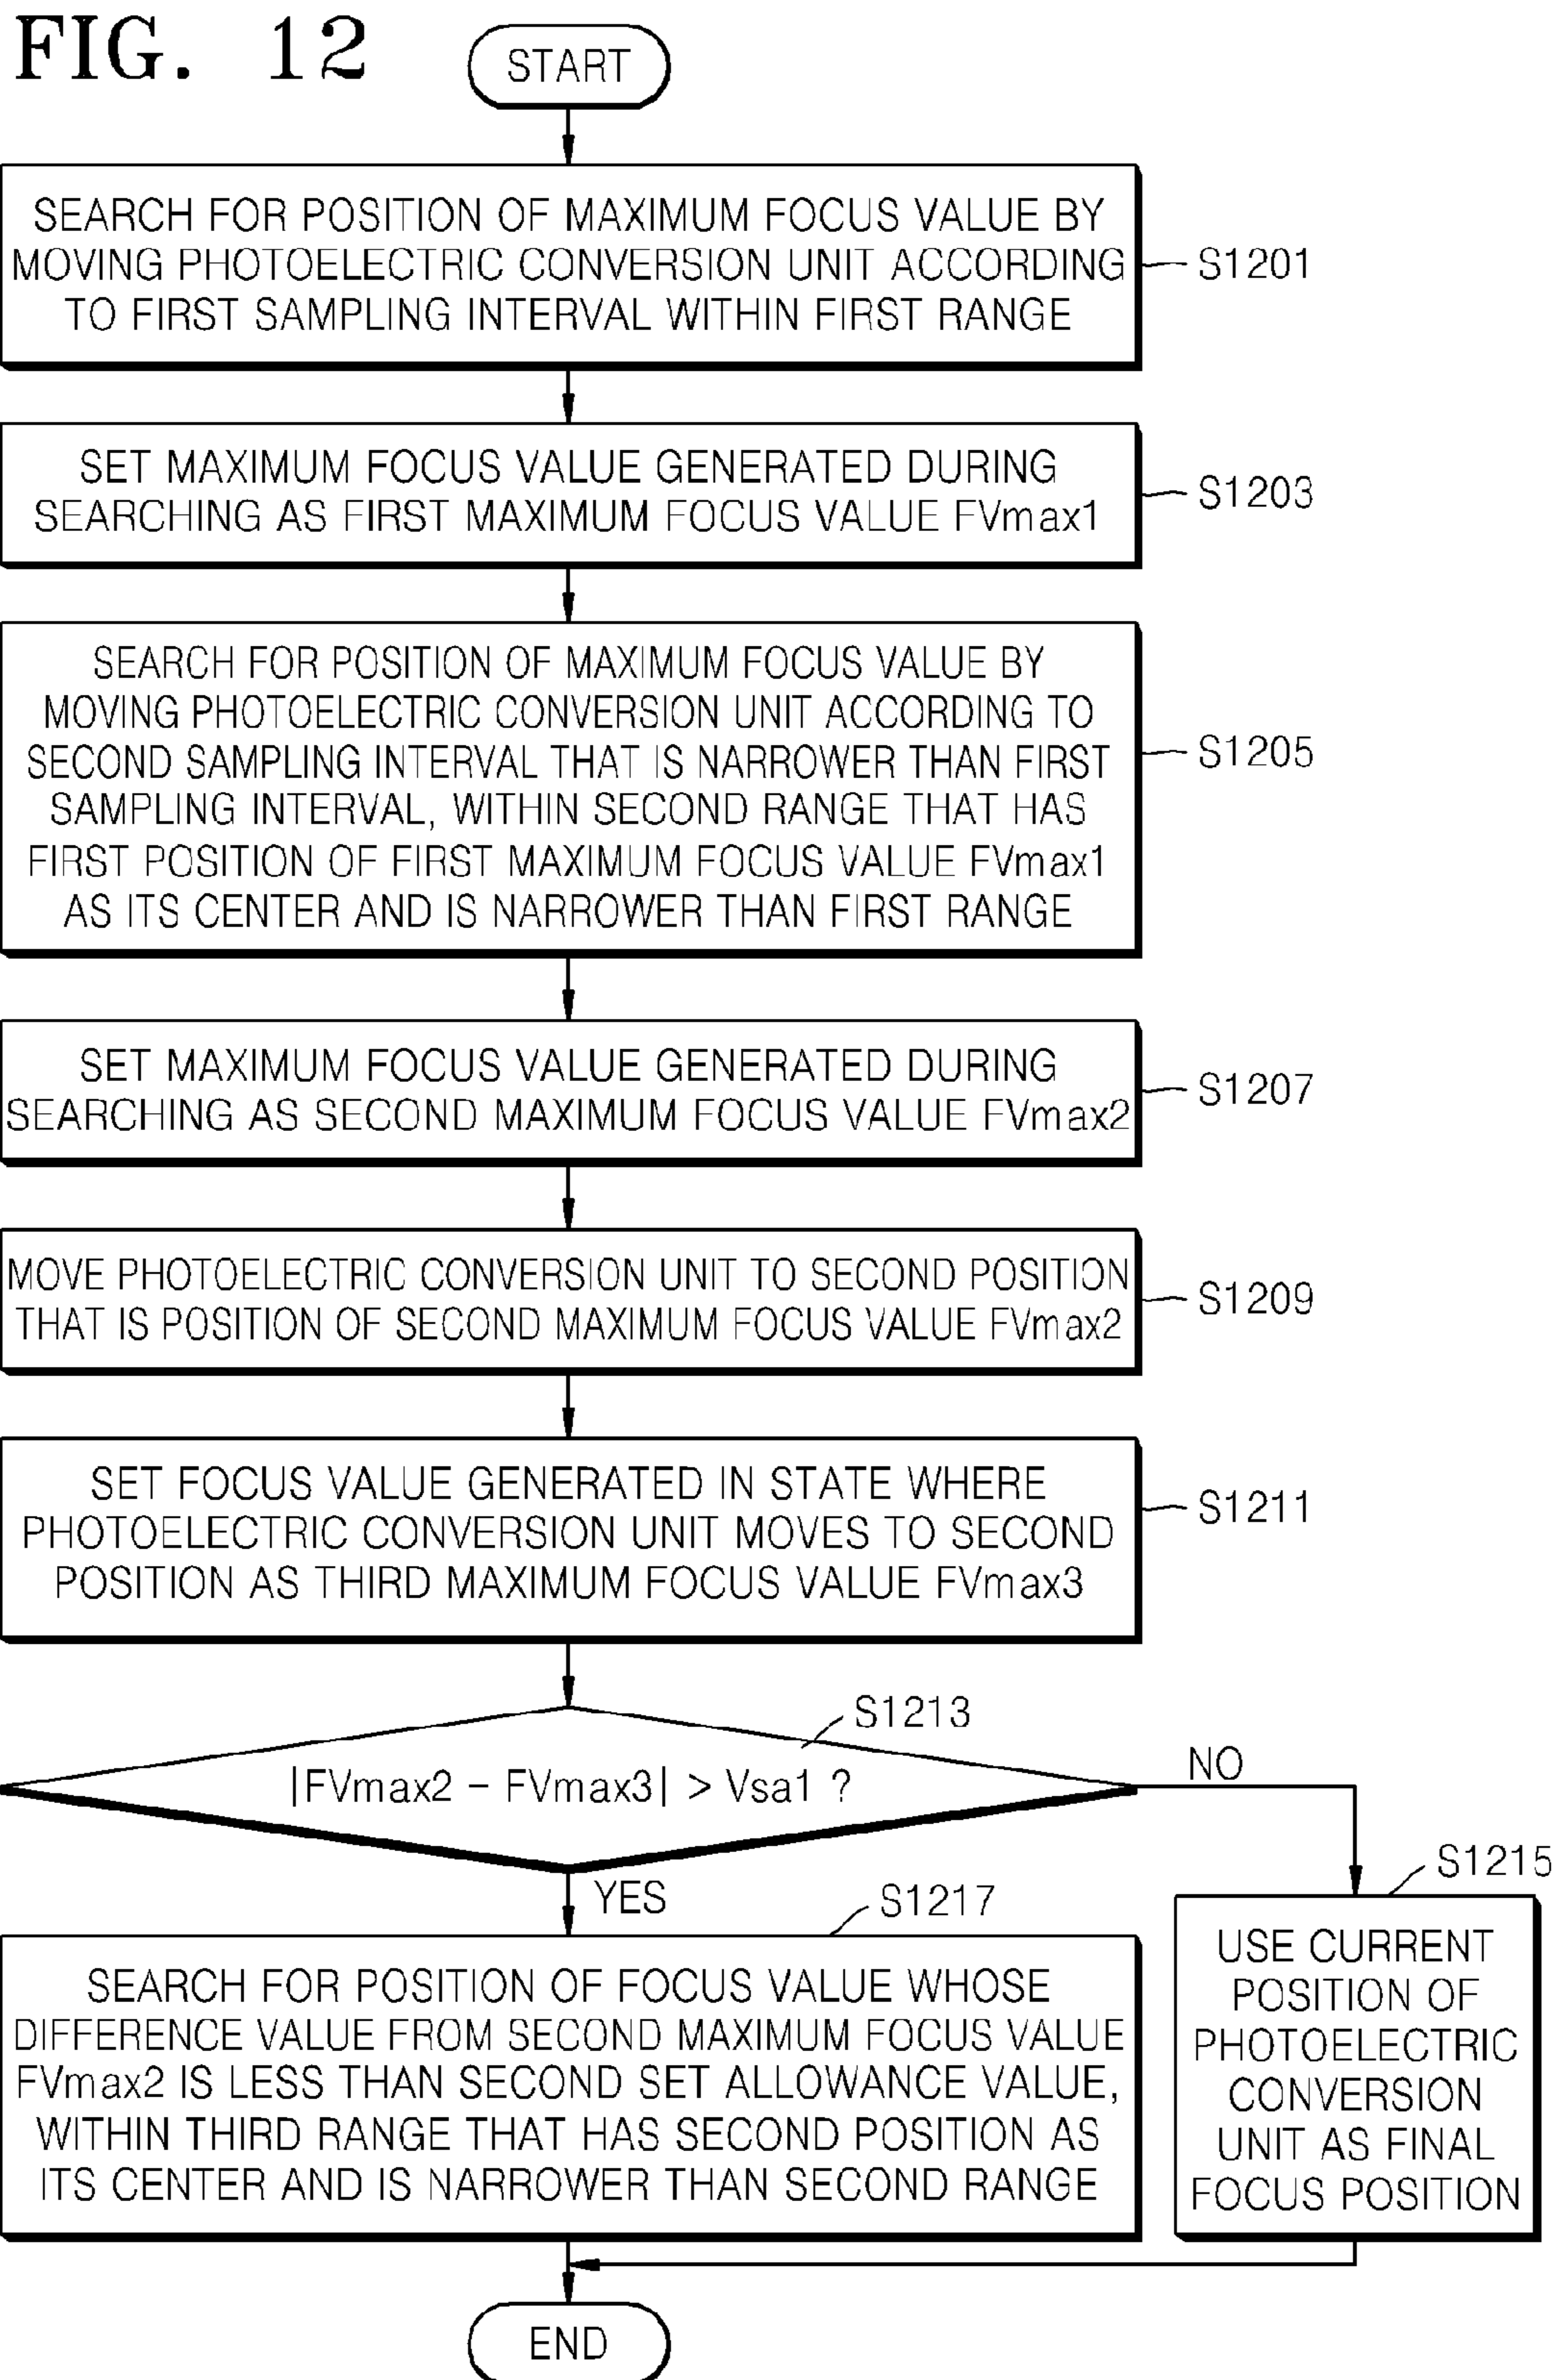 FIG. 12
START
SEARCH FOR POSITION OF MAXIMUM FOCUS VALUE BY
MOVING PHOTOELECTRIC CONVERSION UNIT ACCORDING
TO FIRST SAMPLING INTERVAL WITHIN FIRST RANGE
S1201
SET MAXIMUM FOCUS VALUE GENERATED DURING
SEARCHING AS FIRST MAXIMUM FOCUS VALUE FVmax1
S1203
SEARCH FOR POSITION OF MAXIMUM FOCUS VALUE BY
MOVING PHOTOELECTRIC CONVERSION UNIT ACCORDING TO
SECOND SAMPLING INTERVAL THAT IS NARROWER THAN FIRST
SAMPLING INTERVAL, WITHIN SECOND RANGE THAT HAS
FIRST POSITION OF FIRST MAXIMUM FOCUS VALUE FVmax1
AS ITS CENTER AND IS NARROWER THAN FIRST RANGE
S1205
SET MAXIMUM FOCUS VALUE GENERATED DURING
SEARCHING AS SECOND MAXIMUM FOCUS VALUE FVmax2
S1207
MOVE PHOTOELECTRIC CONVERSION UNIT TO SECOND POSITION
THAT IS POSITION OF SECOND MAXIMUM FOCUS VALUE FVmax2
S1209
SET FOCUS VALUE GENERATED IN STATE WHERE
PHOTOELECTRIC CONVERSION UNIT MOVES TO SECOND
POSITION AS THIRD MAXIMUM FOCUS VALUE FVmax3
S1211
S1213
|FVmax2 - FVmax3| > Vsa1 ?
NO
YES
S1217
SEARCH FOR POSITION OF FOCUS VALUE WHOSE
DIFFERENCE VALUE FROM SECOND MAXIMUM FOCUS VALUE
FVmax2 IS LESS THAN SECOND SET ALLOWANCE VALUE,
WITHIN THIRD RANGE THAT HAS SECOND POSITION AS
ITS CENTER AND IS NARROWER THAN SECOND RANGE
S1215
USE CURRENT
POSITION OF
PHOTOELECTRIC
CONVERSION
UNIT AS FINAL
FOCUS POSITION
END